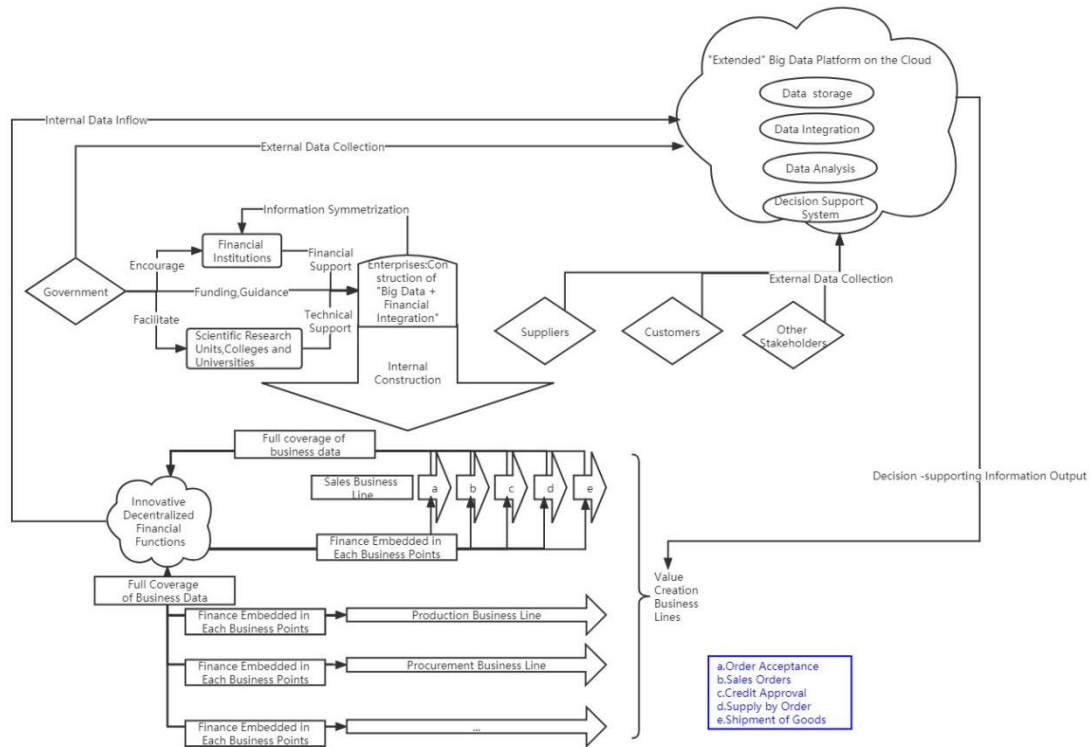 "Extended" Big Data Platform on the Cloud
Data storage
Data Integration
Data Analysis
Decision Support
System
Internal Data Inflow
External Data Collection
Information Symmetrization
Financial
Institutions
Encourage
Financial
Support
Government
Funding,Guidance
Enterprises:Con
struction of
"Big Data +
Financial
Integration"
Facilitate
Technical
Support
Scientific Research
Units,Colleges and
Universities
External Data Collection
Suppliers
Customers
Other
Stakeholders
Internal
Construction
Full coverage of
business data
Sales Business
Line
a
b
c
d
e
Decision -supporting Information Output
Innovative
Decentralized
Financial
Functions
Finance Embedded in
Each Business Points
Full Coverage
of Business Data
Value
Creation
Business
Lines
Finance Embedded in
Each Business Points
Production Business Line
Finance Embedded in
Each Business Points
Procurement Business Line
Finance Embedded in
Each Business Points
...
a.Order Acceptance
b.Sales Orders
c.Credit Approval
d.Supply by Order
e.Shipment of Goods